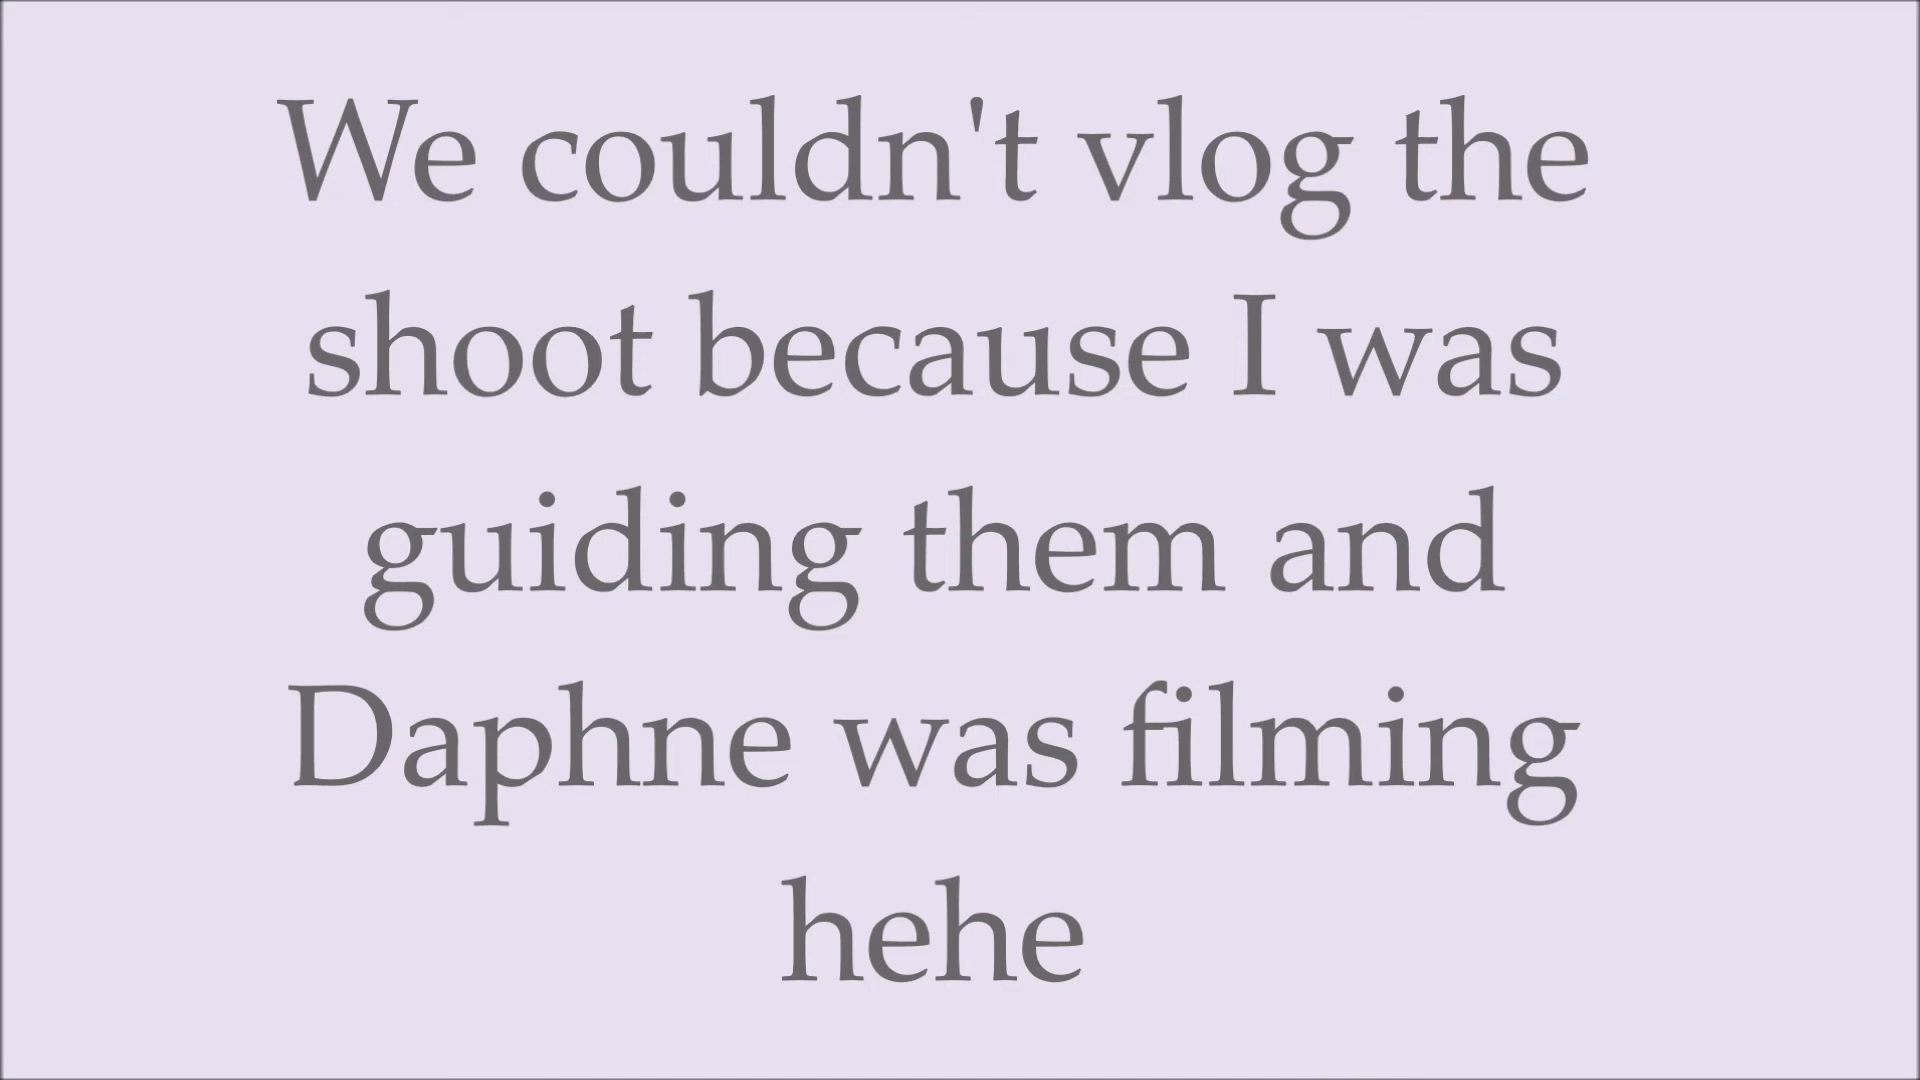 We couldn't vlog the
shoot because I was
guiding them and
Daphne was filming
hehe